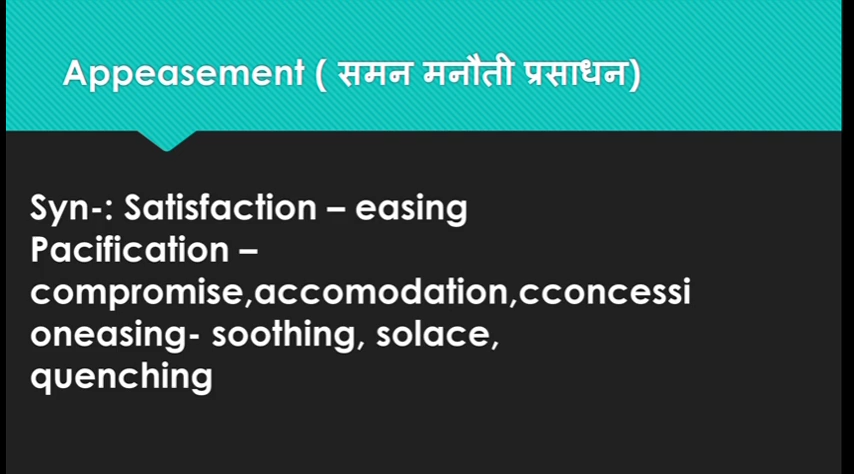 Appeasement ( समन मनौती प्रसाधन)
Syn-: Satisfaction – easing
Pacification –
compromise,accomodation,cconcessi
oneasing- soothing, solace,
quenching